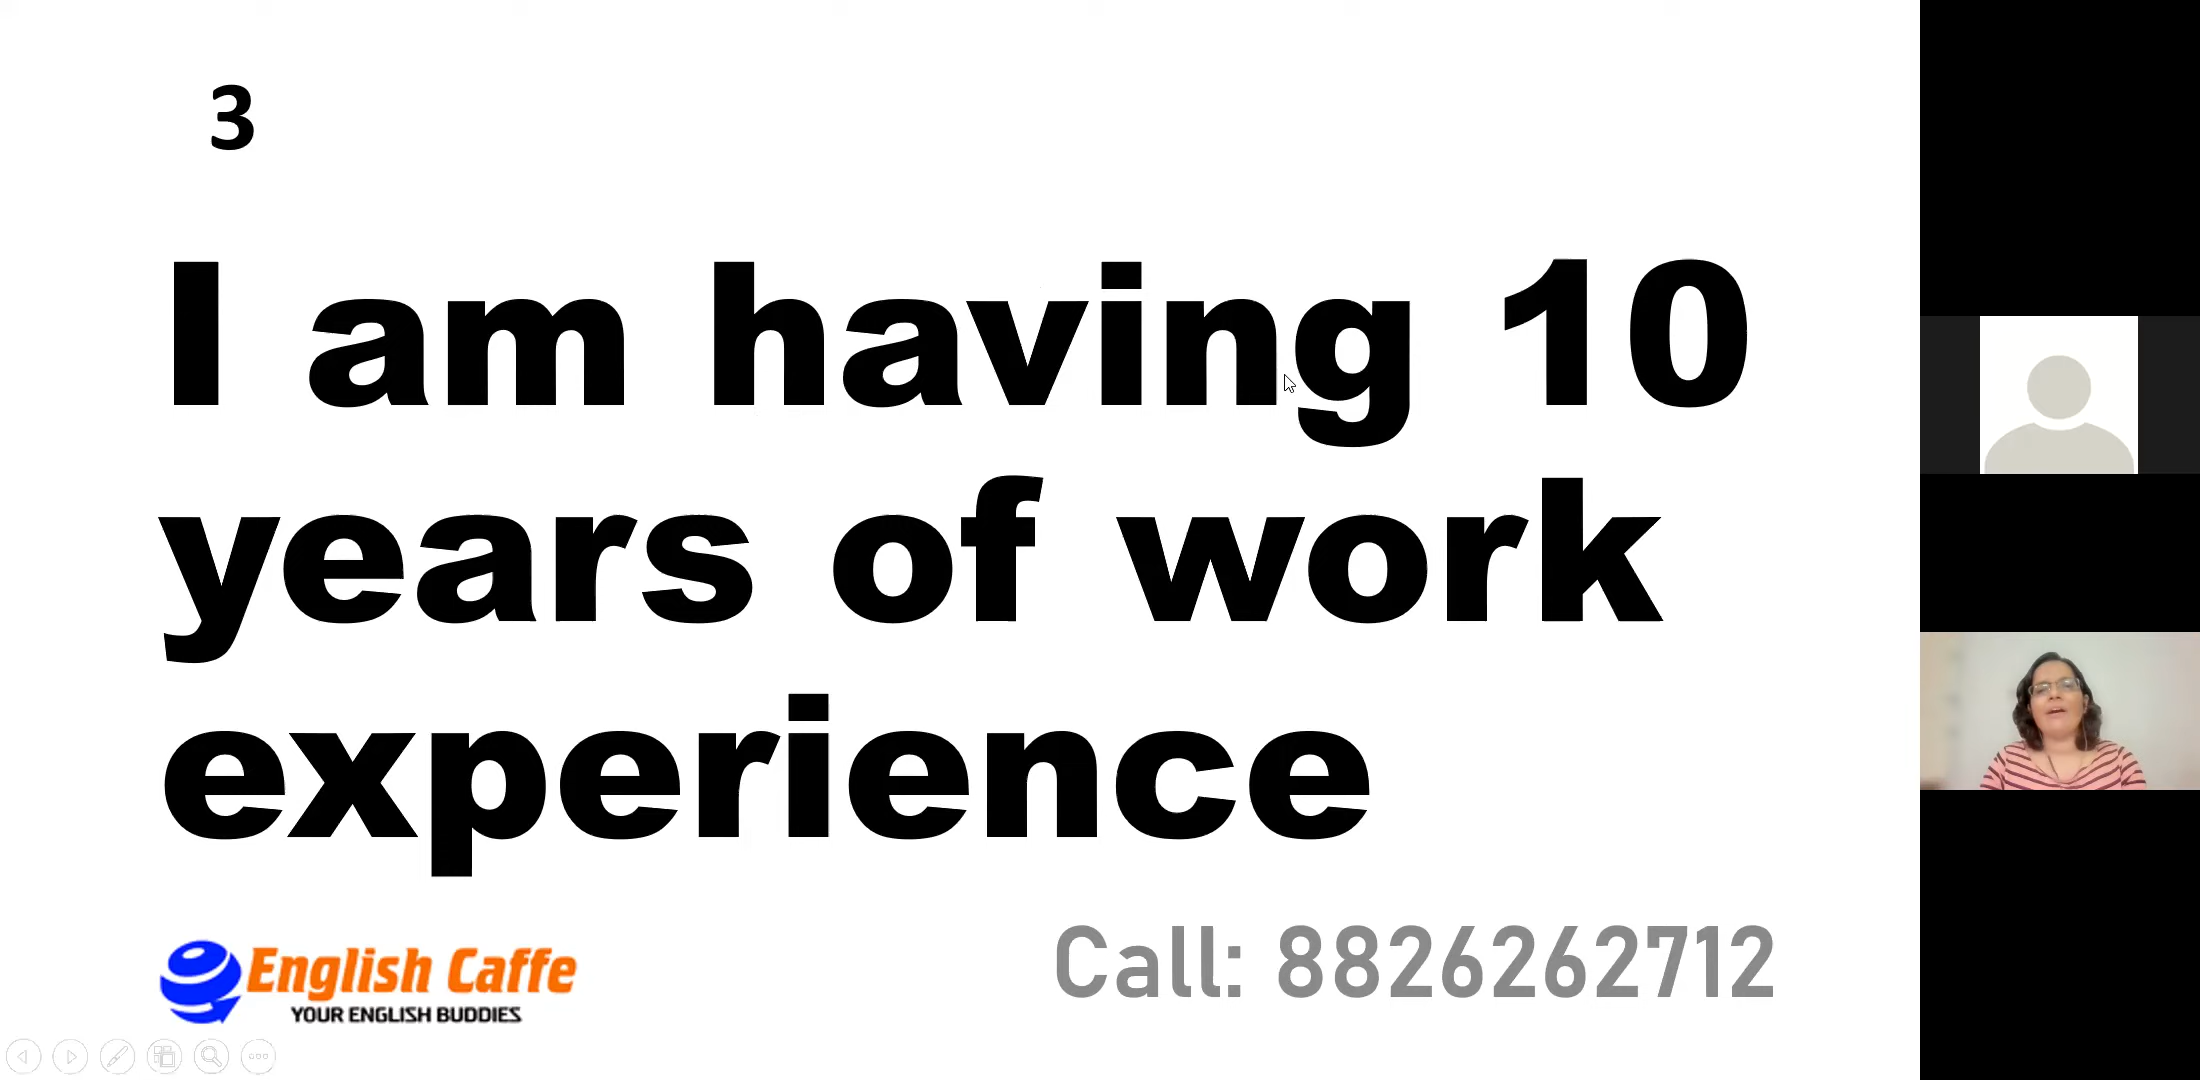 3
I am having 10
years of work
experience
English Caffe
YOUR ENGLISH BUDDIES
Call: 8826262712